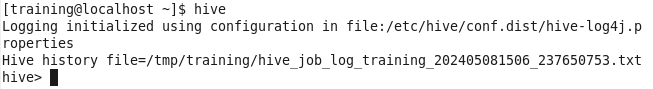 [training@localhost ~]$ hive
Logging initialized using configuration in file:/etc/hive/conf.dist/hive-log4j.p
roperties
Hive history file=/tmp/training/hive_job_log_training_202405081506_237650753.txt
hive>